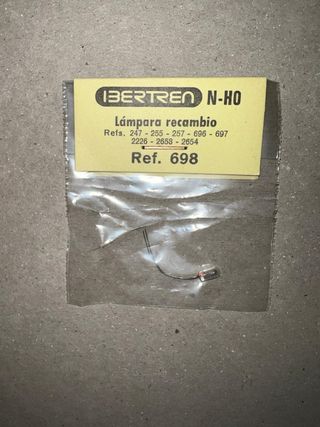 IBERTREN N-HO
Lámpara recambio
Refs. 247 - 255 - 257 - 696 - 697
2226 - 2653 - 2654
Ref. 698